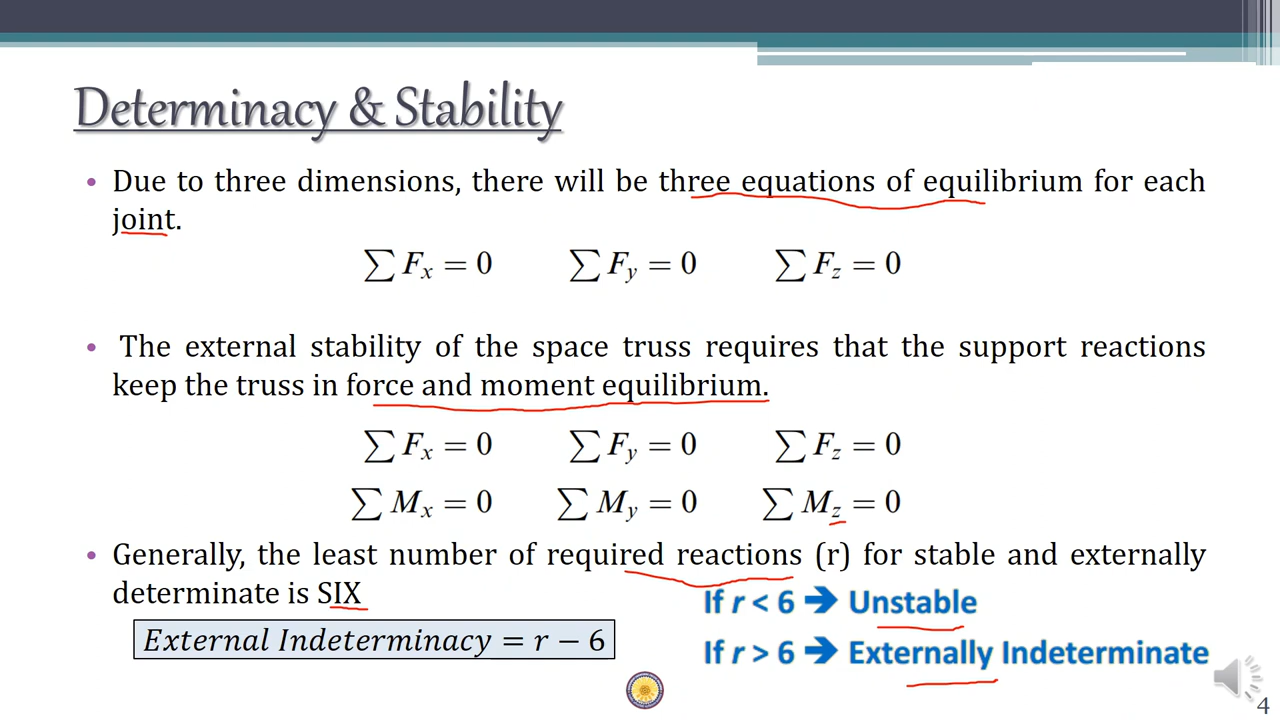 Determinacy & Stability
• Due to three dimensions, there will be three equations of equilibrium for each
joint.
∑ Fx = 0 ∑ Fy = 0 ∑ Fz = 0
• The external stability of the space truss requires that the support reactions
keep the truss in force and moment equilibrium.
∑ Fx = 0 ∑ Fy = 0 ∑ Fz = 0
∑ Mx = 0 ∑ My = 0 ∑ Mz = 0
• Generally, the least number of required reactions (r) for stable and externally
determinate is SIX
If r < 6 ➔ Unstable
External Indeterminacy = r − 6
If r > 6 ➔ Externally Indeterminate
4